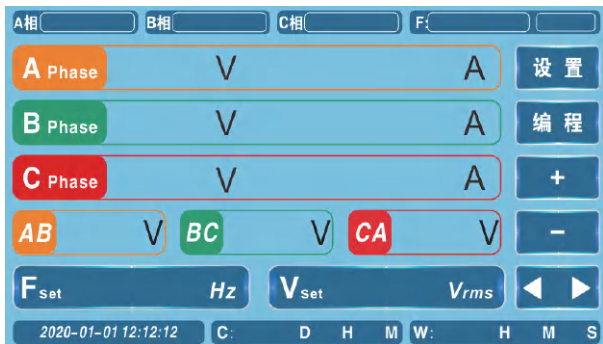 A相 B相 C相 F:
A Phase V A 设置
B Phase V A 编程
C Phase V A +
AB V BC V CA V −
FSet Hz VSet Vrms
2020-01-01 12:12:12 C: D H M W: H M S